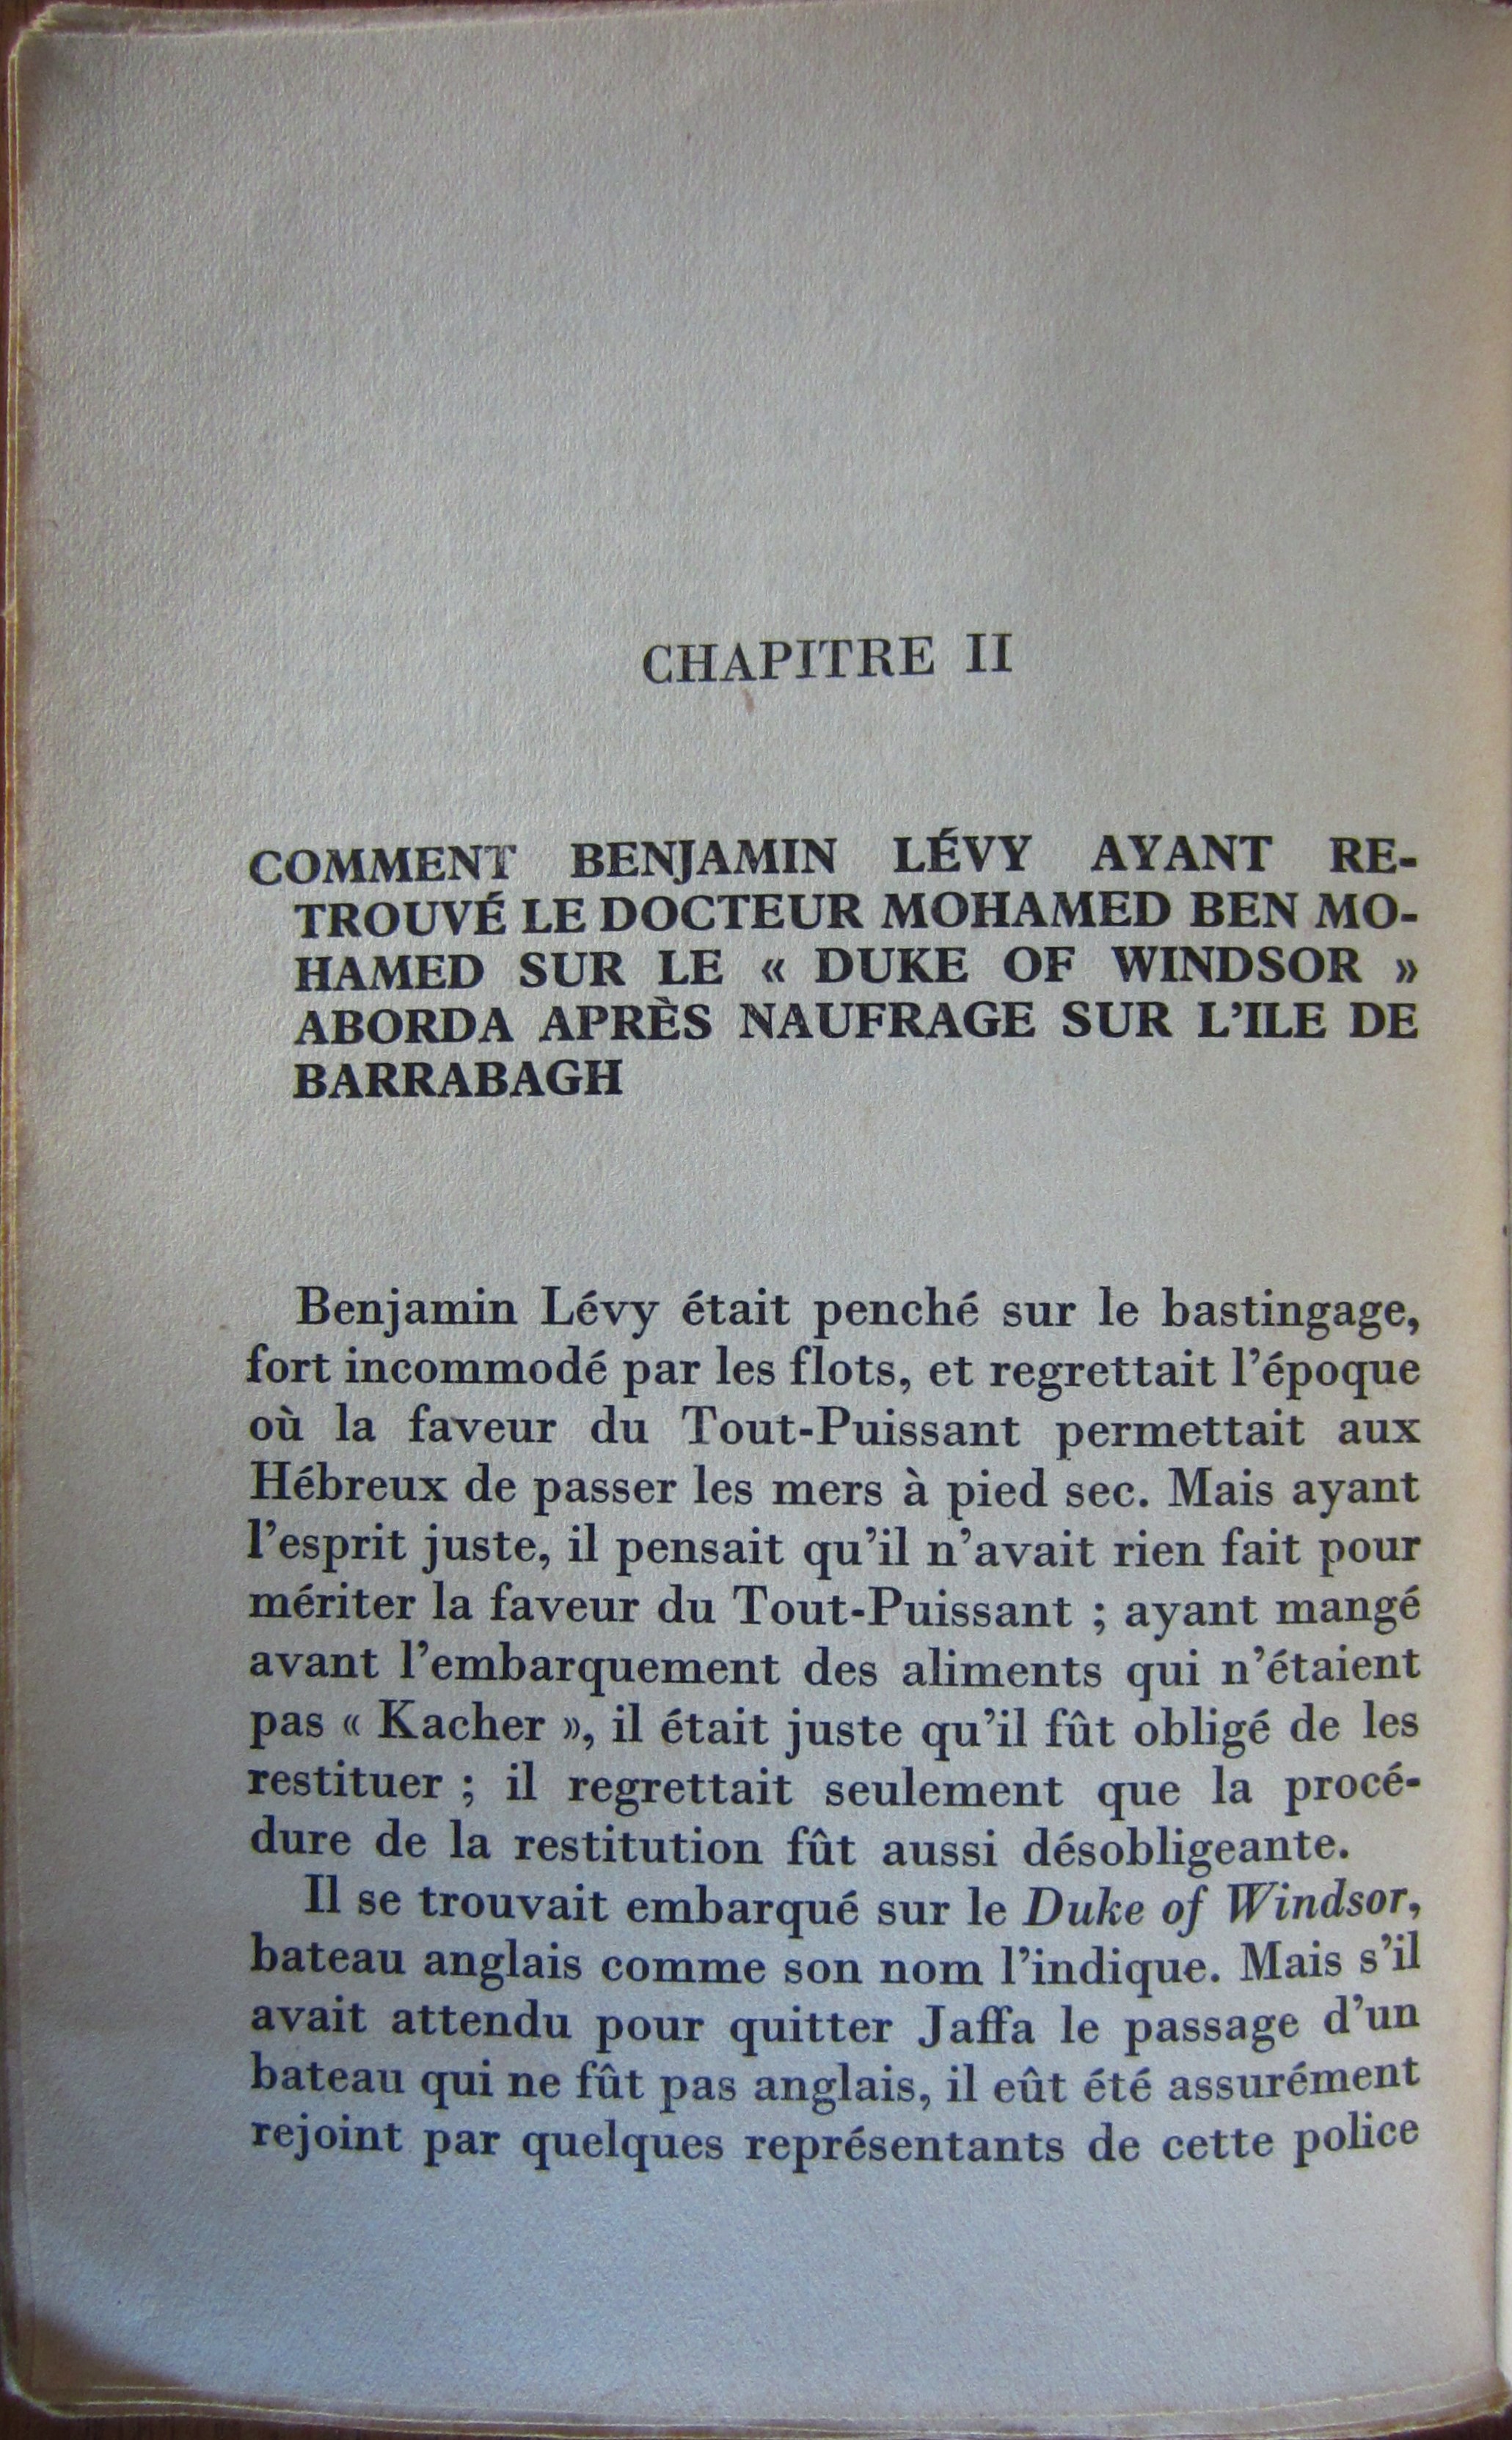 CHAPITRE II
COMMENT BENJAMIN LÉVY AYANT RE-
TROUVÉ LE DOCTEUR MOHAMED BEN MO-
HAMED SUR LE « DUKE OF WINDSOR »
ABORDA APRÈS NAUFRAGE SUR L'ILE DE
BARRABAGH
Benjamin Lévy était penché sur le bastingage,
fort incommodé par les flots, et regrettait l'époque
où la faveur du Tout-Puissant permettait aux
Hébreux de passer les mers à pied sec. Mais ayant
l'esprit juste, il pensait qu'il n'avait rien fait pour
mériter la faveur du Tout-Puissant ; ayant mangé
avant l'embarquement des aliments qui n'étaient
pas « Kacher », il était juste qu'il fût obligé de les
restituer ; il regrettait seulement que la procé-
dure de la restitution fût aussi désobligeante.
Il se trouvait embarqué sur le Duke of Windsor,
bateau anglais comme son nom l'indique. Mais s'il
avait attendu pour quitter Jaffa le passage d'un
bateau qui ne fût pas anglais, il eût été assurément
rejoint par quelques représentants de cette police